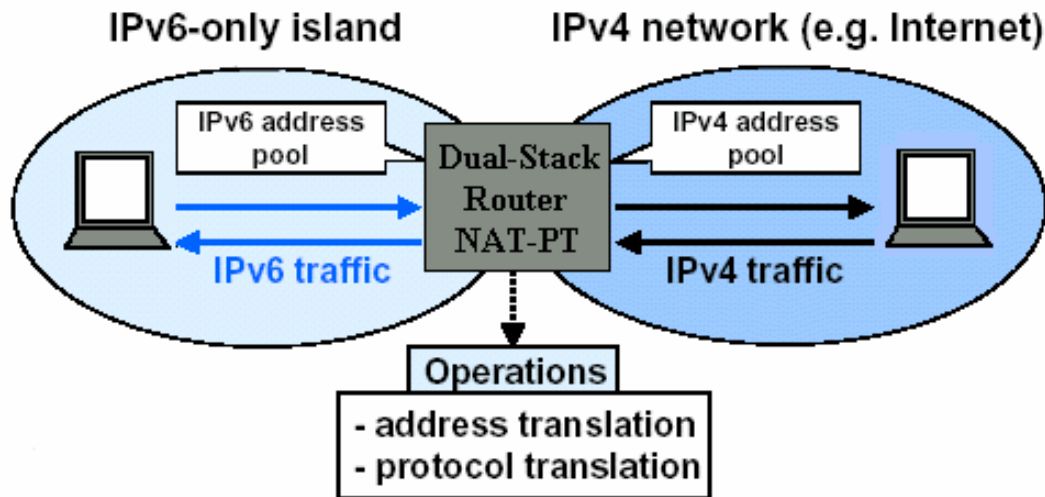 IPv6-only island
IPv4 network (e.g. Internet)
IPv6 address
pool
IPv4 address
pool
Dual-Stack
Router
NAT-PT
IPv6 traffic
IPv4 traffic
Operations
- address translation
- protocol translation